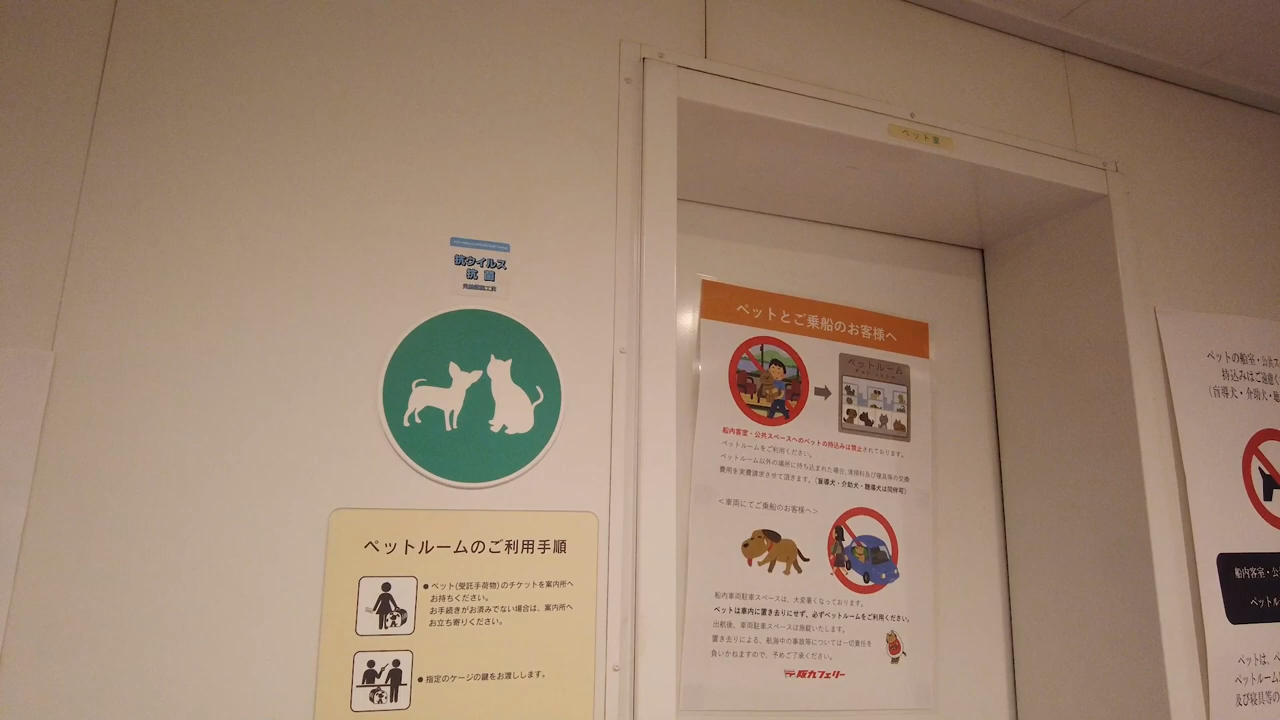 ペット室
抗ウイルス
抗菌
ペットルームのご利用手順
●ペット(受託手荷物)のチケットを案内所へ
お持ちください。
お手続きがお済みでない場合は、案内所へ
お立ち寄りください。
●指定のケージの鍵をお渡しします。
ペットとご乗船のお客様へ
ペットルーム
船内客室・公共スペースへのペットの持込みは禁止されております。
ペットルームをご利用ください。
ペットルーム以外の場所に持ち込まれた場合、清掃料及び寝具等の交換
費用を実費請求させて頂きます。(盲導犬・介助犬・聴導犬は同伴可)
<車両にてご乗船のお客様へ>
船内車両駐車スペースは、大変暑くなっております。
ペットは車内に置き去りにせず、必ずペットルームをご利用ください。
出航後、車両駐車スペースは施錠いたします。
置き去りによる、航海中の事故等については一切責任を
負いかねますので、予めご了承ください。
阪九フェリー
ペットの船室・公共ス
持込みはご遠慮く
(盲導犬・介助犬・聴
船内客室・公
ペットル
ペットは、ペ
ペットルーム
及び寝具等の